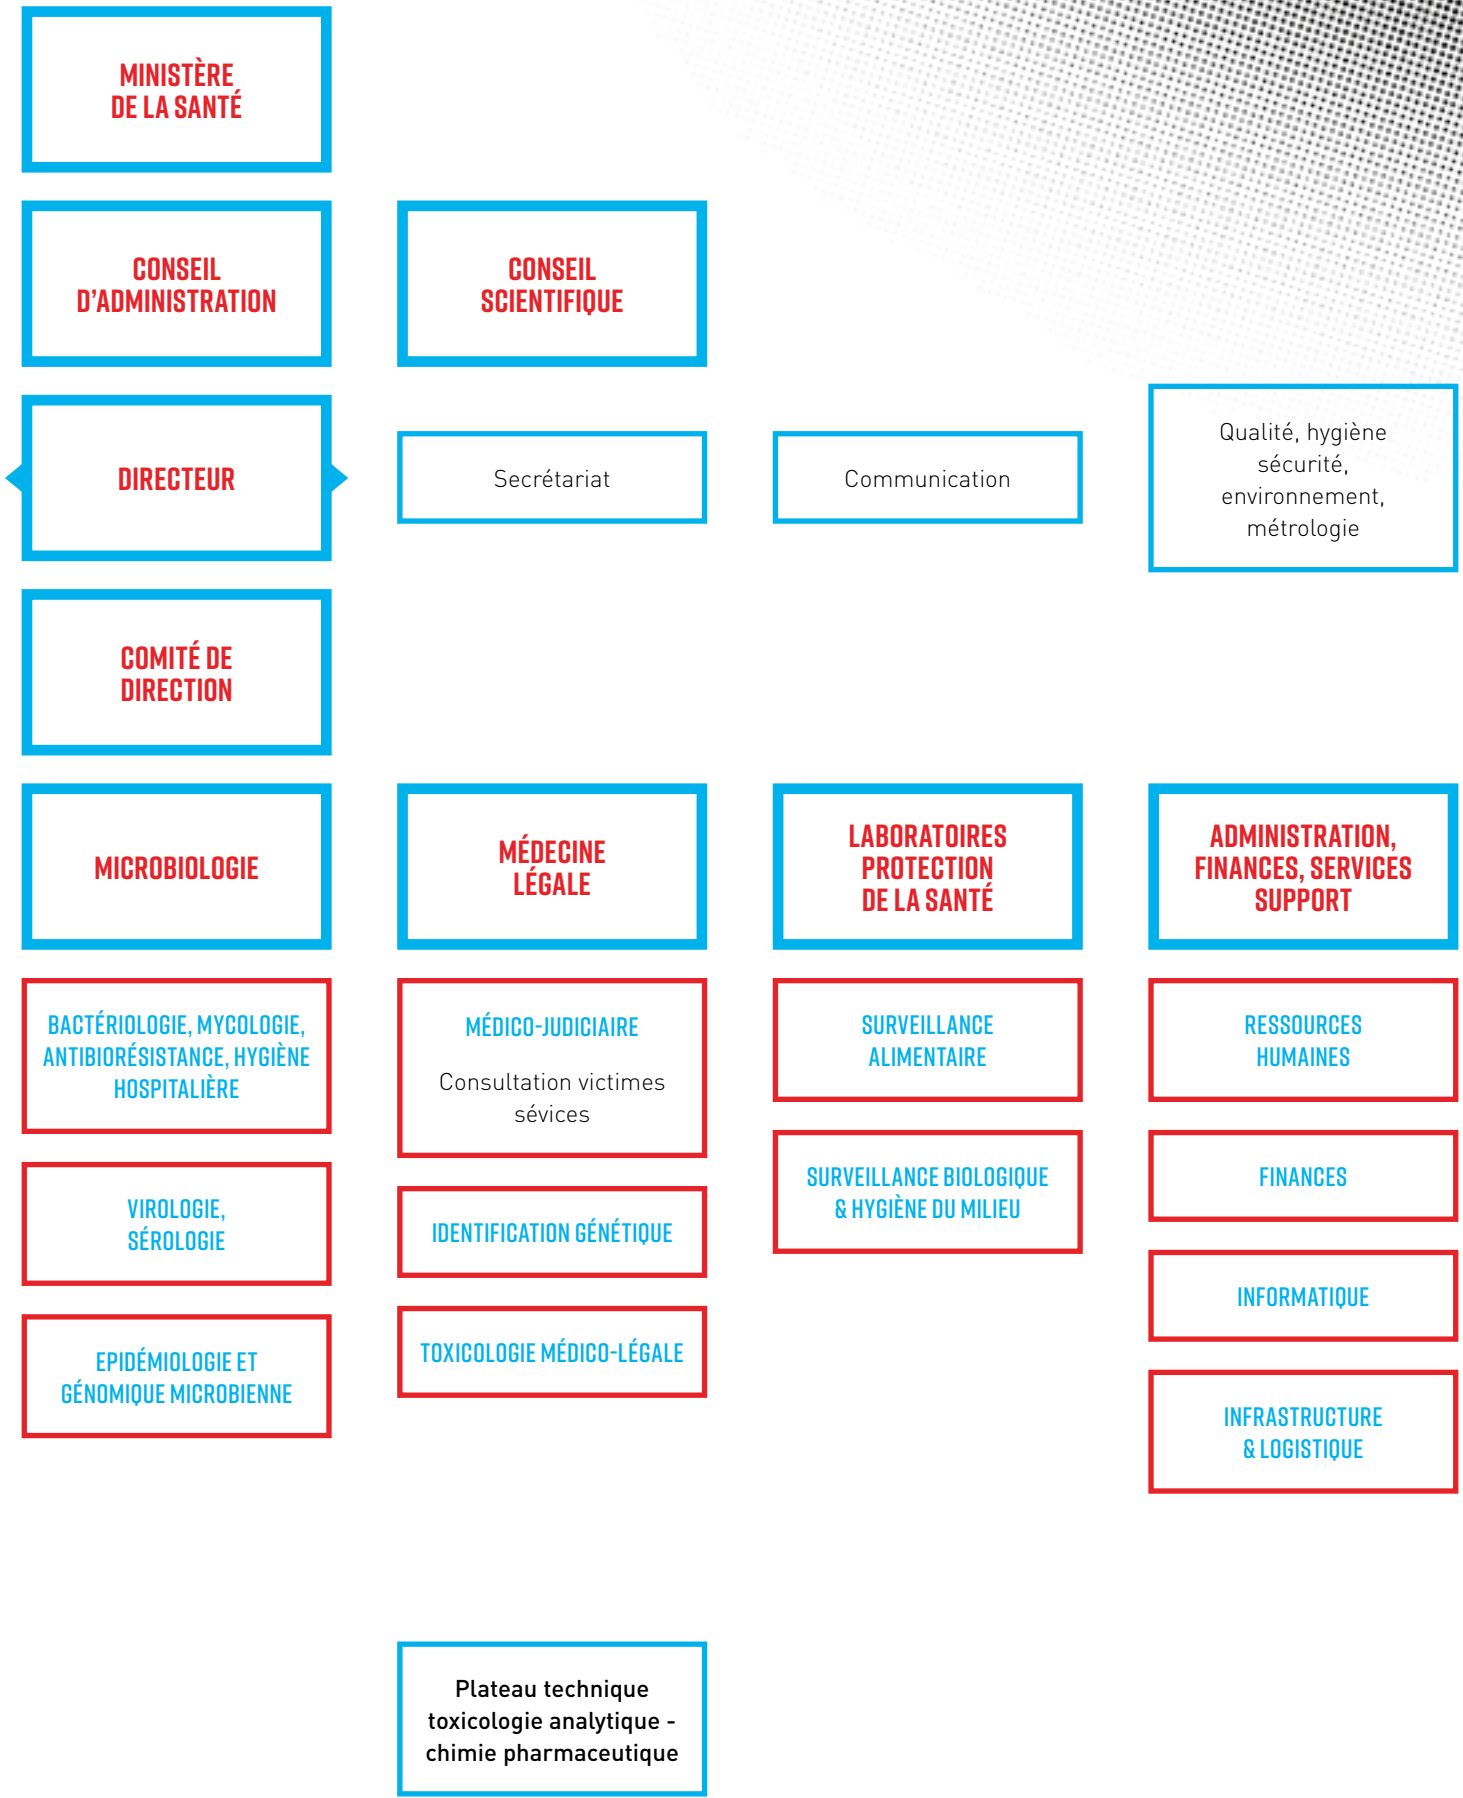 MINISTÈRE
DE LA SANTÉ
CONSEIL
D’ADMINISTRATION
CONSEIL
SCIENTIFIQUE
DIRECTEUR
Secrétariat
Communication
Qualité, hygiène
sécurité,
environnement,
métrologie
COMITÉ DE
DIRECTION
MICROBIOLOGIE
MÉDECINE
LÉGALE
LABORATOIRES
PROTECTION
DE LA SANTÉ
ADMINISTRATION,
FINANCES, SERVICES
SUPPORT
BACTÉRIOLOGIE, MYCOLOGIE,
ANTIBIORÉSISTANCE, HYGIÈNE
HOSPITALIÈRE
VIROLOGIE,
SÉROLOGIE
EPIDÉMIOLOGIE ET
GÉNOMIQUE MICROBIENNE
MÉDICO-JUDICIAIRE
Consultation victimes
sévices
IDENTIFICATION GÉNÉTIQUE
TOXICOLOGIE MÉDICO-LÉGALE
SURVEILLANCE
ALIMENTAIRE
SURVEILLANCE BIOLOGIQUE
& HYGIÈNE DU MILIEU
RESSOURCES
HUMAINES
FINANCES
INFORMATIQUE
INFRASTRUCTURE
& LOGISTIQUE
Plateau technique
toxicologie analytique -
chimie pharmaceutique